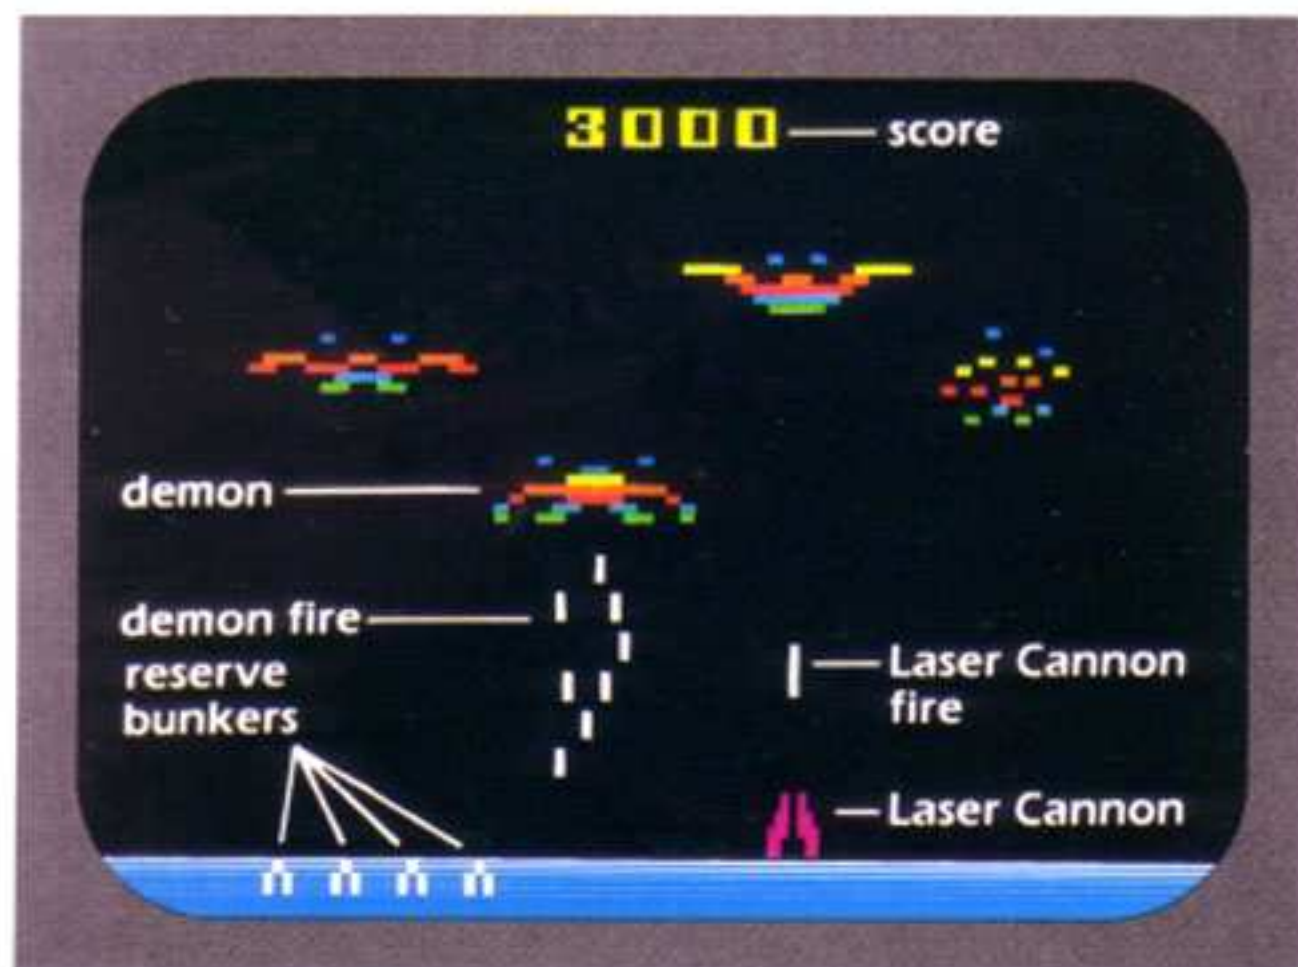 3000
score
demon
demon fire
reserve
bunkers
Laser Cannon
fire
Laser Cannon